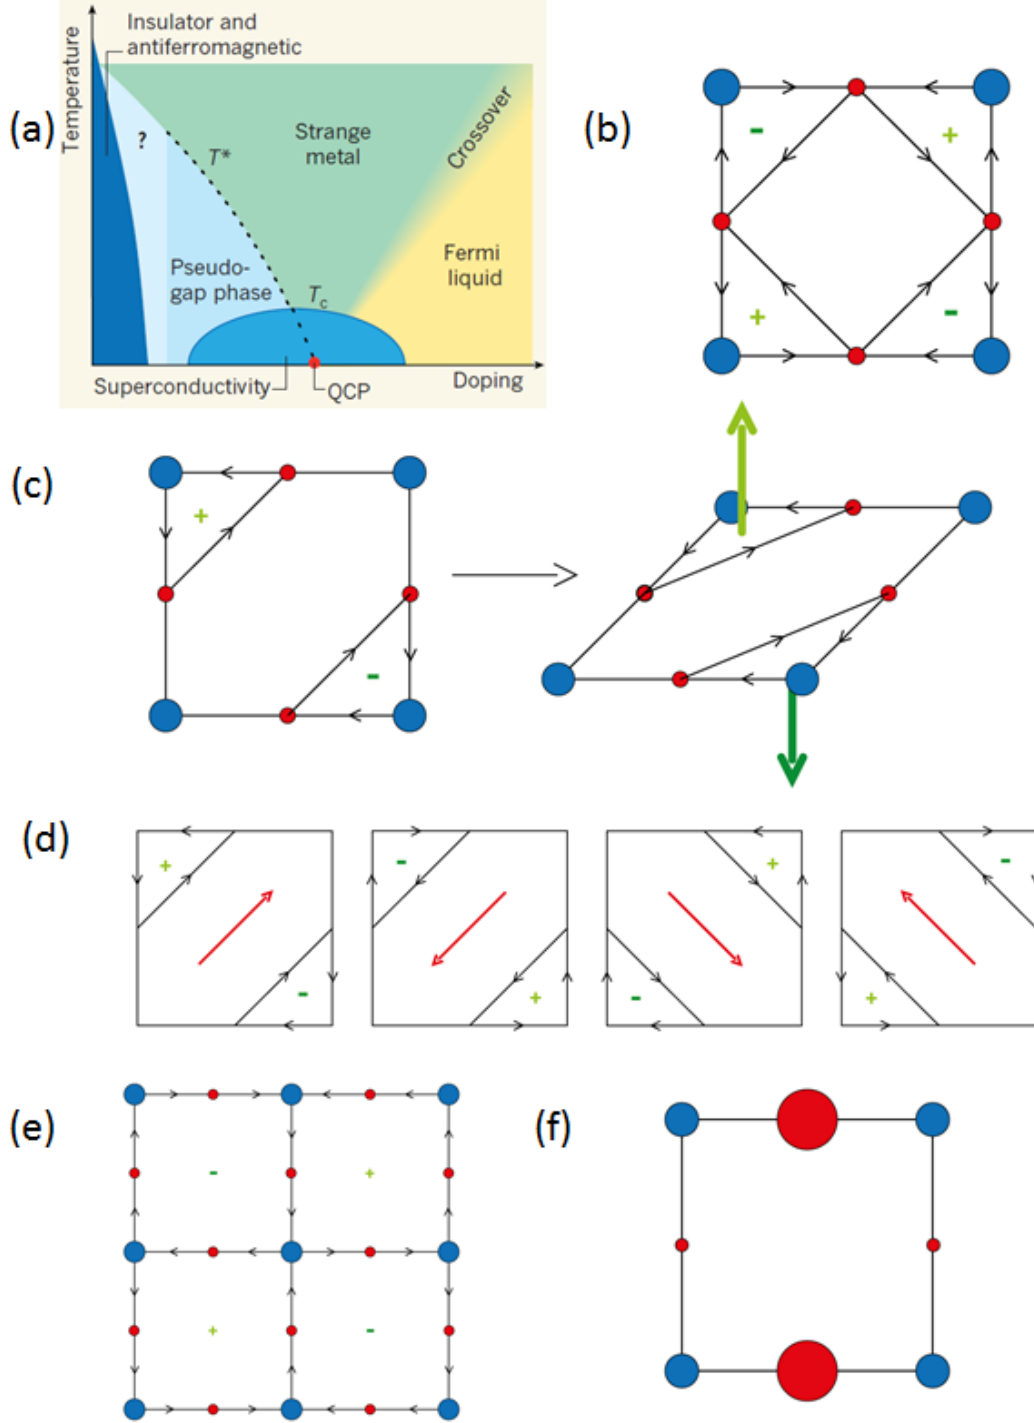 (a)
Temperature
Insulator and
antiferromagnetic
?
T*
Strange
metal
Crossover
Pseudo-
gap phase
Tc
Fermi
liquid
Superconductivity
QCP
Doping
(b)
- +
+ -
(c)
+
-
(d)
+ - + -
- + - +
(e)
- +
+ -
(f)